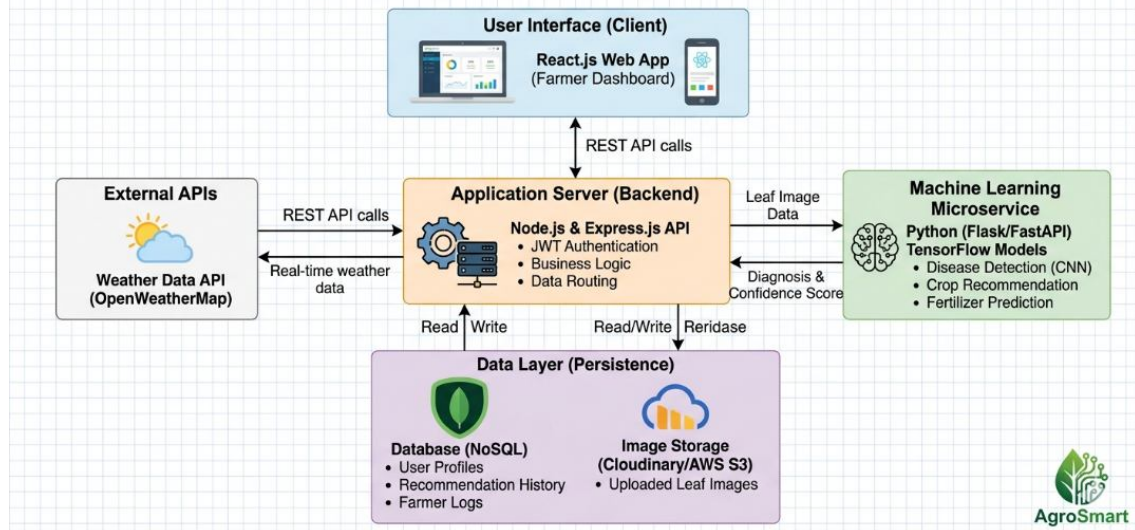 User Interface (Client)
React.js Web App
(Farmer Dashboard)
REST API calls
External APIs
Weather Data API
(OpenWeatherMap)
REST API calls
Real-time weather
data
Application Server (Backend)
Node.js & Express.js API
• JWT Authentication
• Business Logic
• Data Routing
Leaf Image
Data
Diagnosis &
Confidence Score
Machine Learning
Microservice
Python (Flask/FastAPI)
TensorFlow Models
• Disease Detection (CNN)
• Crop Recommendation
• Fertilizer Prediction
Read Write
Read/Write Reridase
Data Layer (Persistence)
Database (NoSQL)
• User Profiles
• Recommendation History
• Farmer Logs
Image Storage
(Cloudinary/AWS S3)
• Uploaded Leaf Images
AgroSmart